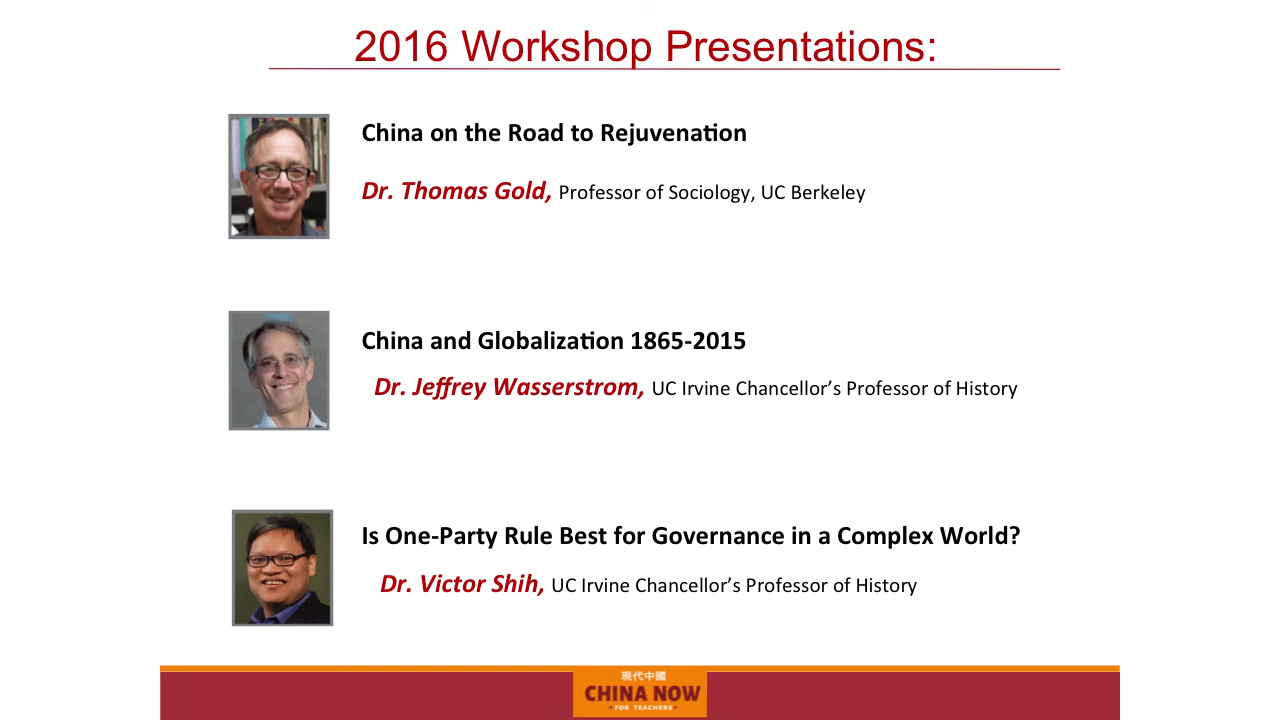 2016 Workshop Presentations:
China on the Road to Rejuvenation
Dr. Thomas Gold, Professor of Sociology, UC Berkeley
China and Globalization 1865-2015
Dr. Jeffrey Wasserstrom, UC Irvine Chancellor’s Professor of History
Is One-Party Rule Best for Governance in a Complex World?
Dr. Victor Shih, UC Irvine Chancellor’s Professor of History
現代中國
CHINA NOW
FOR TEACHERS